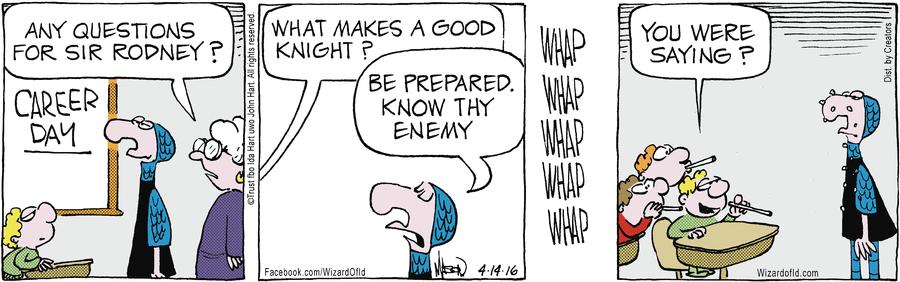 ANY QUESTIONS
FOR SIR RODNEY?
CAREER
DAY
©Trust fbo Ida Hart uwo John Hart. All rights reserved.
WHAT MAKES A GOOD
KNIGHT?
BE PREPARED.
KNOW THY
ENEMY
Facebook.com/WizardOfId
4-14-16
WHAP
WHAP
WHAP
WHAP
WHAP
YOU WERE
SAYING?
Wizardofid.com
Dist. by Creators